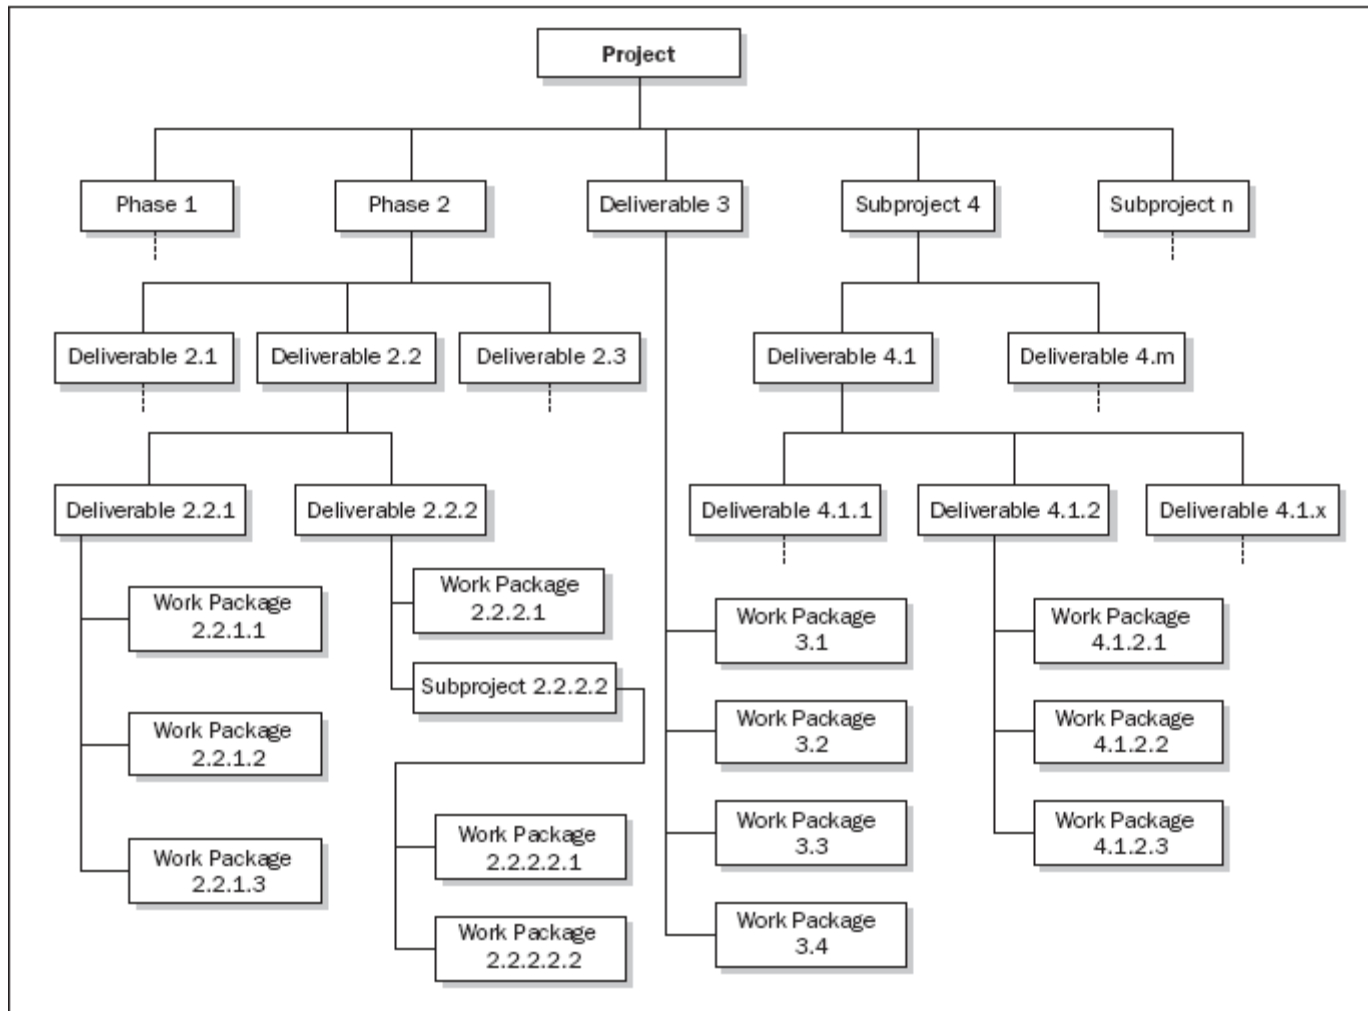 Project
Phase 1
Phase 2
Deliverable 3
Subproject 4
Subproject n
Deliverable 2.1
Deliverable 2.2
Deliverable 2.3
Deliverable 4.1
Deliverable 4.m
Deliverable 2.2.1
Deliverable 2.2.2
Deliverable 4.1.1
Deliverable 4.1.2
Deliverable 4.1.x
Work Package
2.2.1.1
Work Package
2.2.1.2
Work Package
2.2.1.3
Work Package
2.2.2.1
Subproject 2.2.2.2
Work Package
2.2.2.2.1
Work Package
2.2.2.2.2
Work Package
3.1
Work Package
3.2
Work Package
3.3
Work Package
3.4
Work Package
4.1.2.1
Work Package
4.1.2.2
Work Package
4.1.2.3